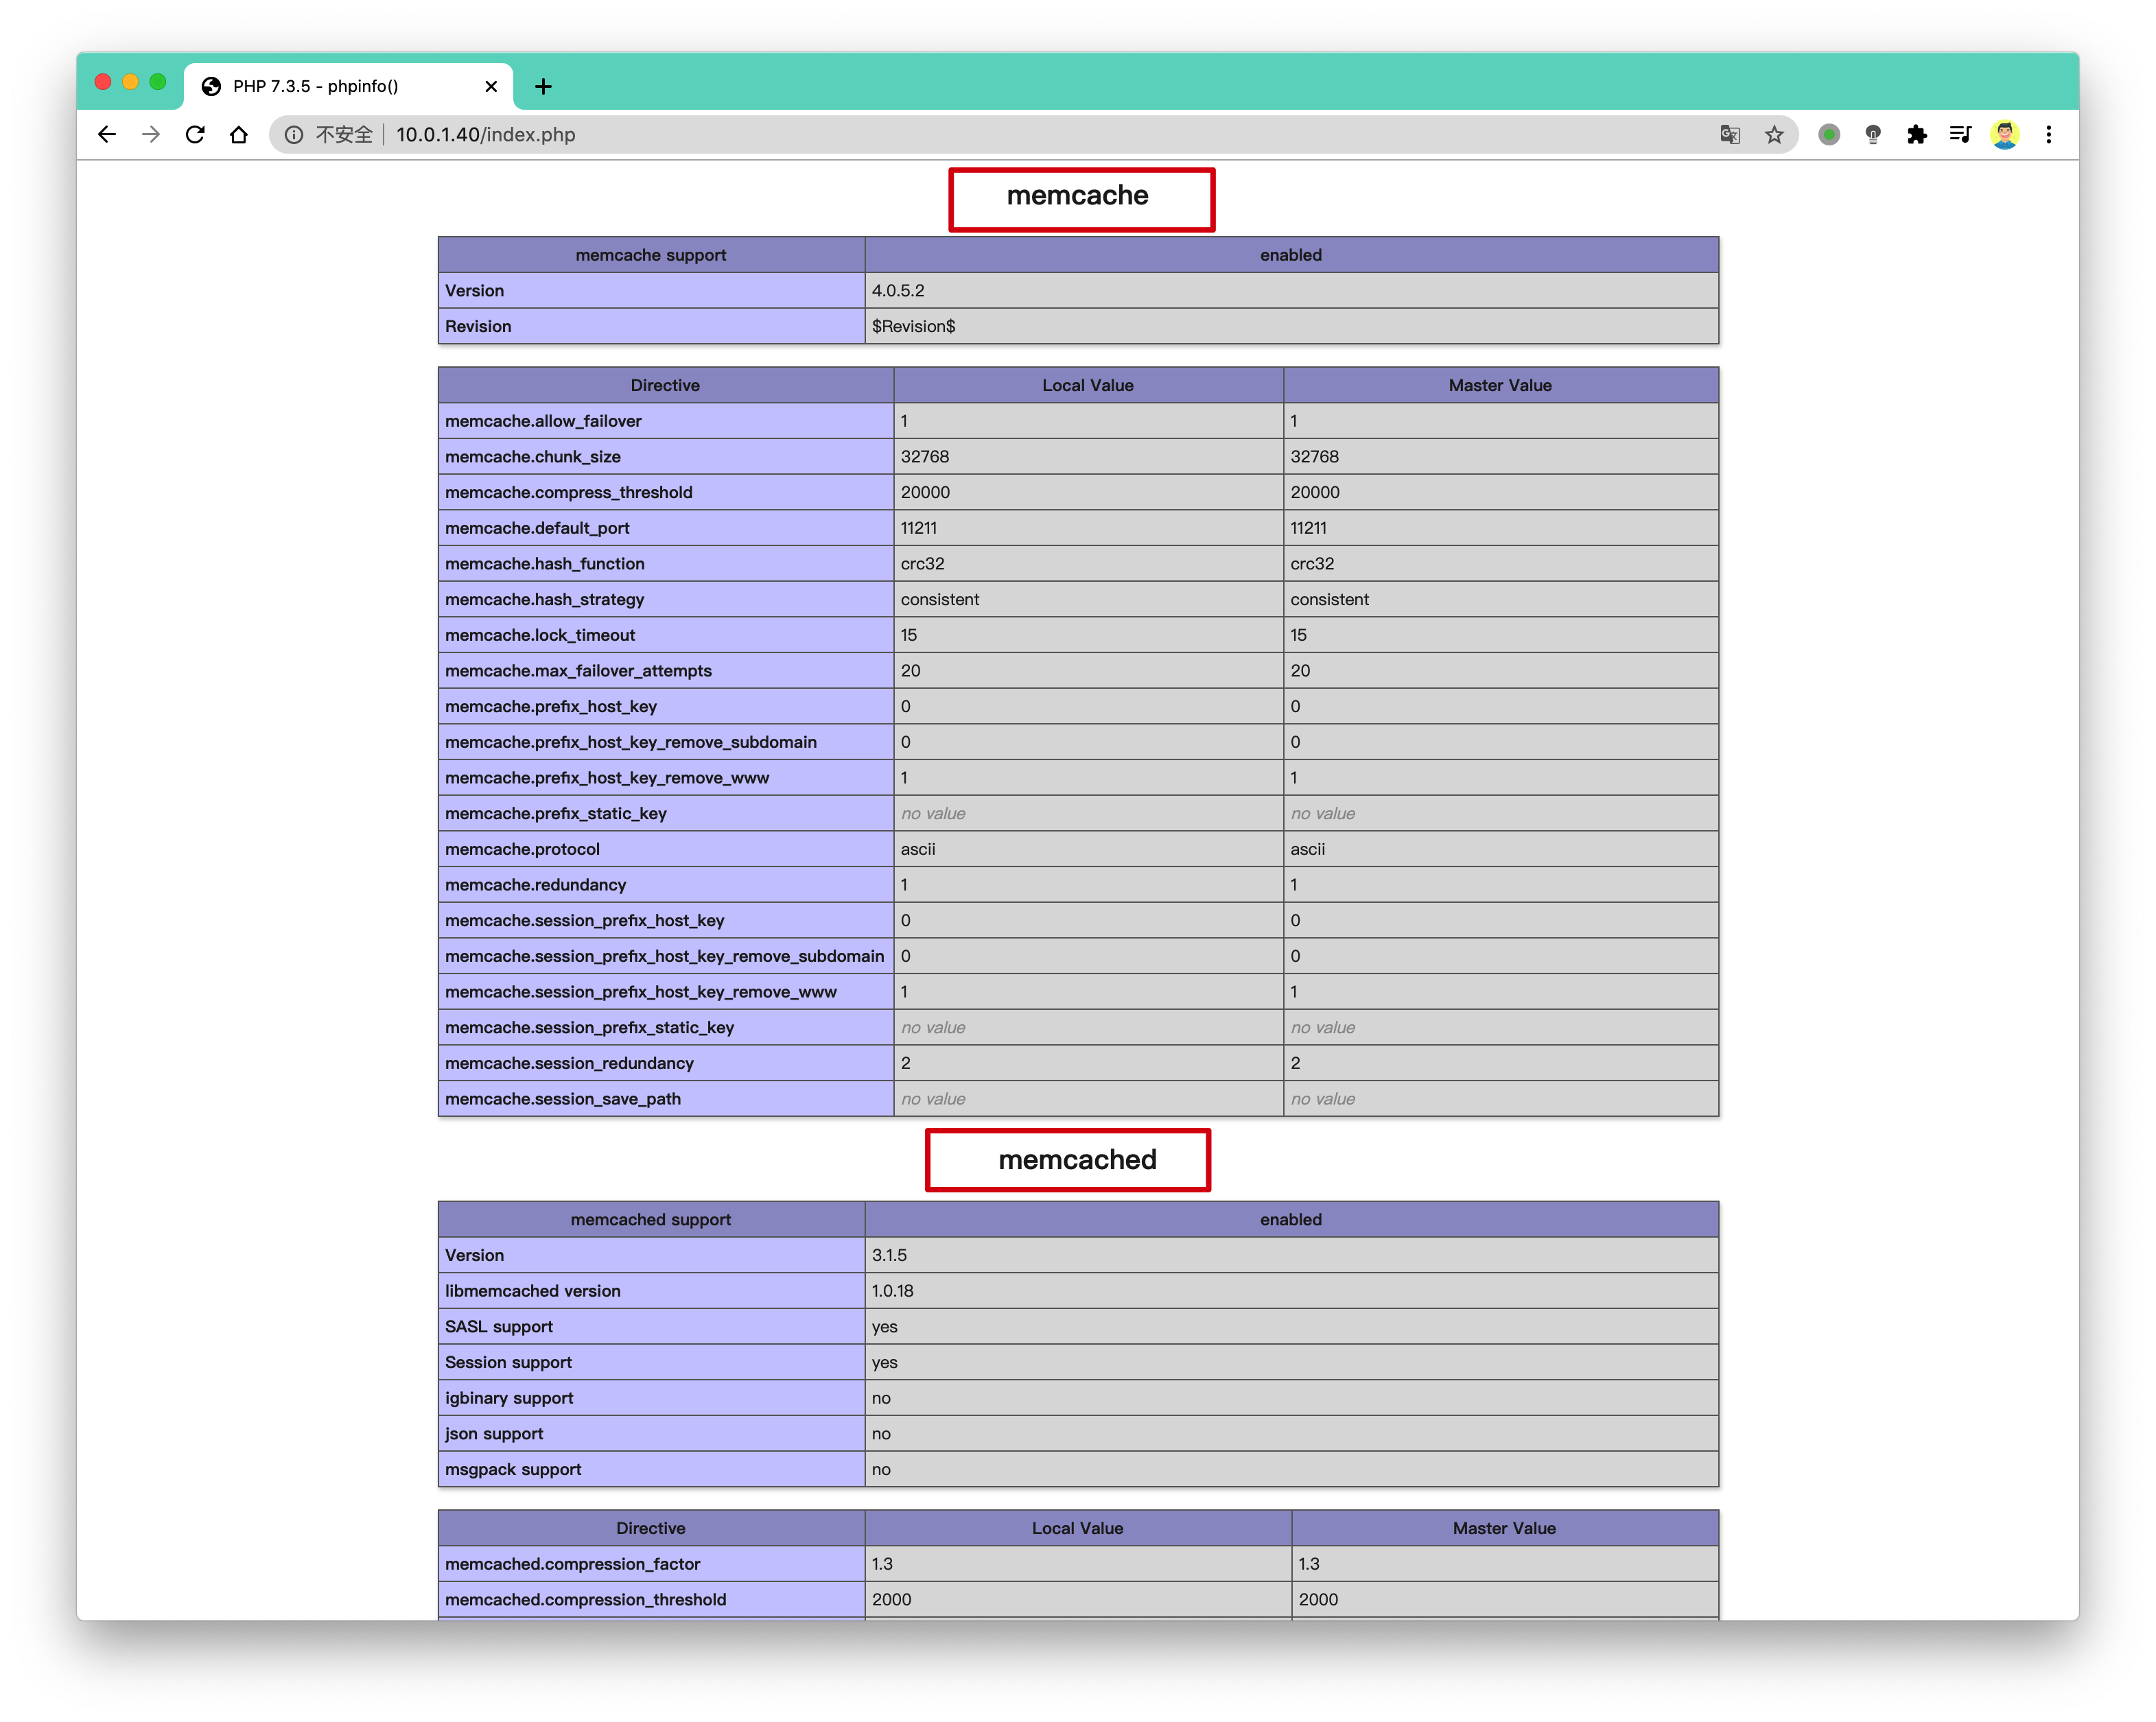 PHP 7.3.5 - phpinfo()
不安全 10.0.1.40/index.php
memcache
memcache support enabled
Version 4.0.5.2
Revision $Revision$
Directive Local Value Master Value
memcache.allow_failover 1 1
memcache.chunk_size 32768 32768
memcache.compress_threshold 20000 20000
memcache.default_port 11211 11211
memcache.hash_function crc32 crc32
memcache.hash_strategy consistent consistent
memcache.lock_timeout 15 15
memcache.max_failover_attempts 20 20
memcache.prefix_host_key 0 0
memcache.prefix_host_key_remove_subdomain 0 0
memcache.prefix_host_key_remove_www 1 1
memcache.prefix_static_key no value no value
memcache.protocol ascii ascii
memcache.redundancy 1 1
memcache.session_prefix_host_key 0 0
memcache.session_prefix_host_key_remove_subdomain 0 0
memcache.session_prefix_host_key_remove_www 1 1
memcache.session_prefix_static_key no value no value
memcache.session_redundancy 2 2
memcache.session_save_path no value no value
memcached
memcached support enabled
Version 3.1.5
libmemcached version 1.0.18
SASL support yes
Session support yes
igbinary support no
json support no
msgpack support no
Directive Local Value Master Value
memcached.compression_factor 1.3 1.3
memcached.compression_threshold 2000 2000